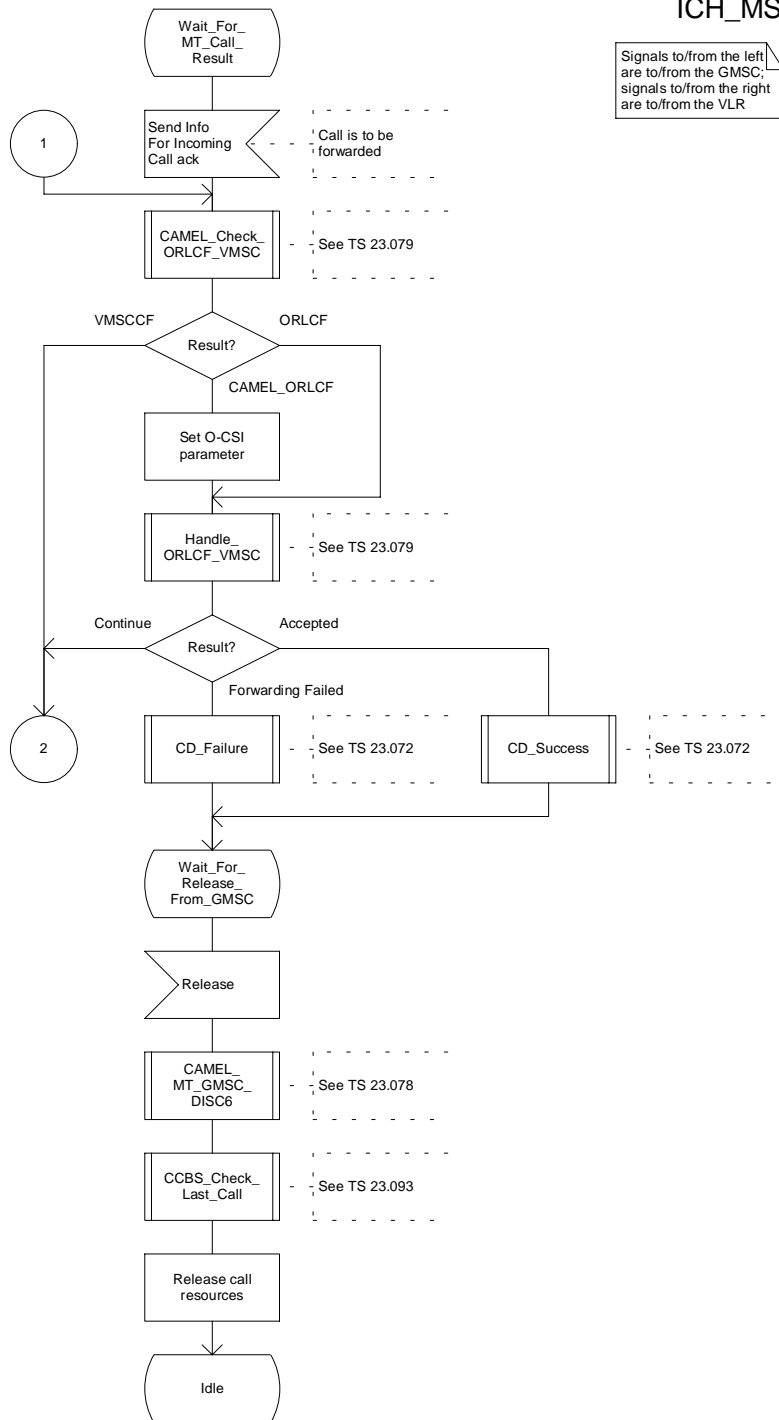 ICH_MS
Signals to/from the left
are to/from the GMSC;
signals to/from the right
are to/from the VLR
Wait_For_
MT_Call_
Result
1
Send Info
For Incoming
Call ack
Call is to be
forwarded
CAMEL_Check_
ORLCF_VMSC
See TS 23.079
VMSCCF
Result?
ORLCF
CAMEL_ORLCF
Set O-CSI
parameter
Handle_
ORLCF_VMSC
See TS 23.079
Continue
Result?
Accepted
Forwarding Failed
2
CD_Failure
See TS 23.072
CD_Success
See TS 23.072
Wait_For_
Release_
From_GMSC
Release
CAMEL_
MT_GMSC_
DISC6
See TS 23.078
CCBS_Check_
Last_Call
See TS 23.093
Release call
resources
Idle